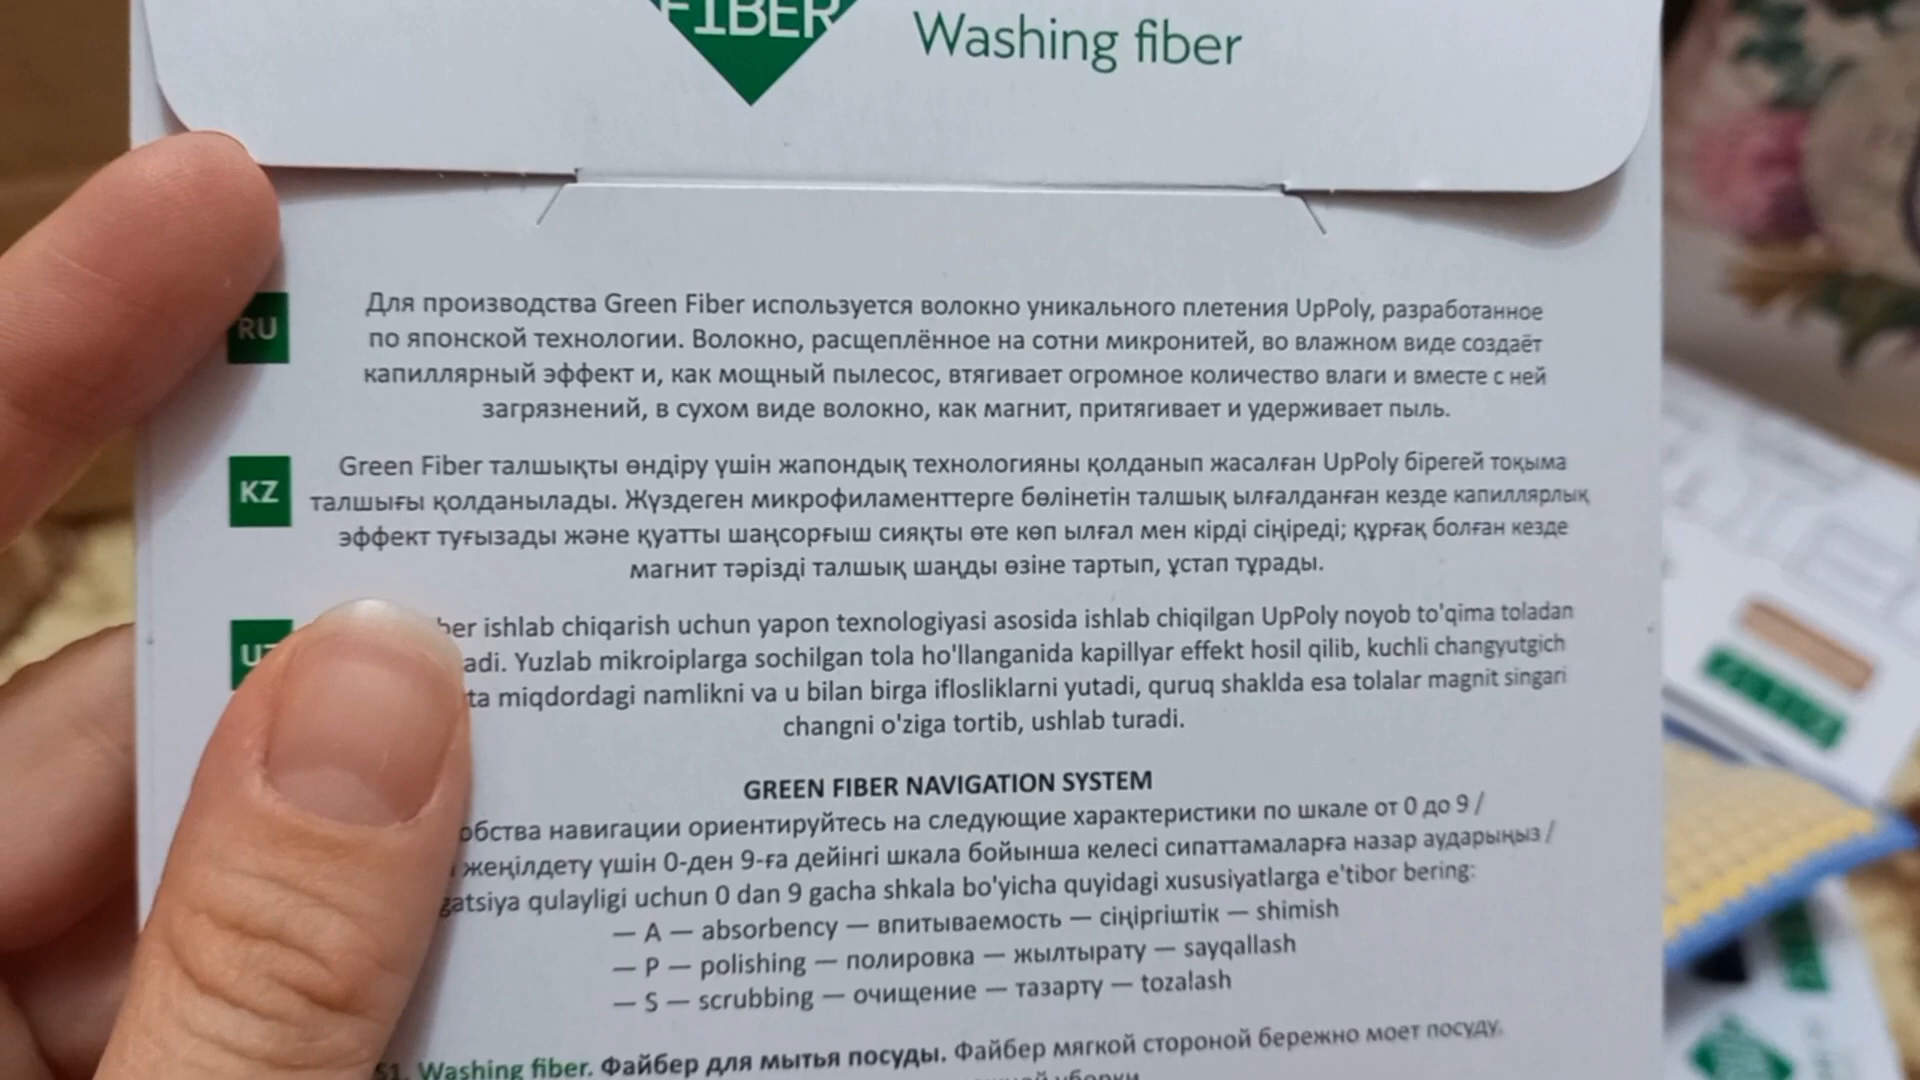 FIBER
Washing fiber
RU
Для производства Green Fiber используется волокно уникального плетения UpPoly, разработанное
по японской технологии. Волокно, расщеплённое на сотни микронитей, во влажном виде создаёт
капиллярный эффект и, как мощный пылесос, втягивает огромное количество влаги и вместе с ней
загрязнений, в сухом виде волокно, как магнит, притягивает и удерживает пыль.
KZ
Green Fiber талшықты өндіру үшін жапондық технологияны қолданып жасалған UpPoly бірегей тоқыма
талшығы қолданылады. Жүздеген микрофиламенттерге бөлінетін талшық ылғалданған кезде капиллярлық
эффект туғызады және қуатты шаңсорғыш сияқты өте көп ылғал мен кірді сіңіреді; құрғақ болған кезде
магнит тәрізді талшық шаңды өзіне тартып, ұстап тұрады.
ishlab chiqarish uchun yapon texnologiyasi asosida ishlab chiqilgan UpPoly noyob to'qima toladan
Yuzlab mikroiplarga sochilgan tola ho'llanganida kapillyar effekt hosil qilib, kuchli changyutgich
miqdordagi namlikni va u bilan birga iflosliklarni yutadi, quruq shaklda esa tolalar magnit singari
changni o'ziga tortib, ushlab turadi.
GREEN FIBER NAVIGATION SYSTEM
навигации ориентируйтесь на следующие характеристики по шкале от 0 до 9 /
жеңілдету үшін 0-ден 9-ға дейінгі шкала бойынша келесі сипаттамаларға назар аударыңыз /
qulayligi uchun 0 dan 9 gacha shkala bo'yicha quyidagi xususiyatlarga e'tibor bering:
— A — absorbency — впитываемость — сіңіргіштік — shimish
— P — polishing — полировка — жылтырату — sayqallash
— S — scrubbing — очищение — тазарту — tozalash
S1. Washing fiber. Файбер для мытья посуды. Файбер мягкой стороной бережно моет посуду,